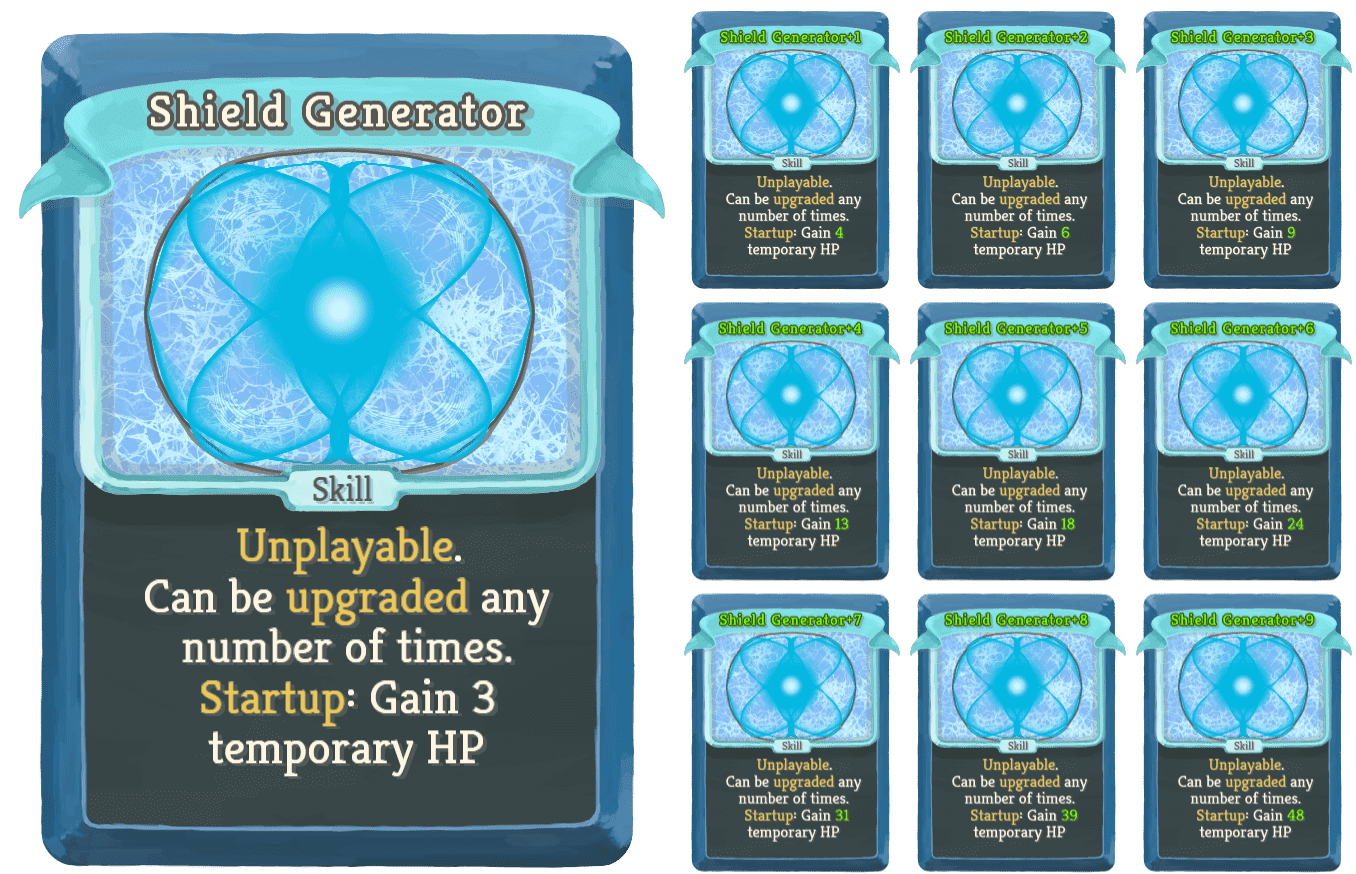 Shield Generator
Skill
Unplayable.
Can be upgraded any
number of times.
Startup: Gain 3
temporary HP
Shield Generator+1
Skill
Unplayable.
Can be upgraded any
number of times.
Startup: Gain 4
temporary HP
Shield Generator+2
Skill
Unplayable.
Can be upgraded any
number of times.
Startup: Gain 6
temporary HP
Shield Generator+3
Skill
Unplayable.
Can be upgraded any
number of times.
Startup: Gain 9
temporary HP
Shield Generator+4
Skill
Unplayable.
Can be upgraded any
number of times.
Startup: Gain 13
temporary HP
Shield Generator+5
Skill
Unplayable.
Can be upgraded any
number of times.
Startup: Gain 18
temporary HP
Shield Generator+6
Skill
Unplayable.
Can be upgraded any
number of times.
Startup: Gain 24
temporary HP
Shield Generator+7
Skill
Unplayable.
Can be upgraded any
number of times.
Startup: Gain 31
temporary HP
Shield Generator+8
Skill
Unplayable.
Can be upgraded any
number of times.
Startup: Gain 39
temporary HP
Shield Generator+9
Skill
Unplayable.
Can be upgraded any
number of times.
Startup: Gain 48
temporary HP